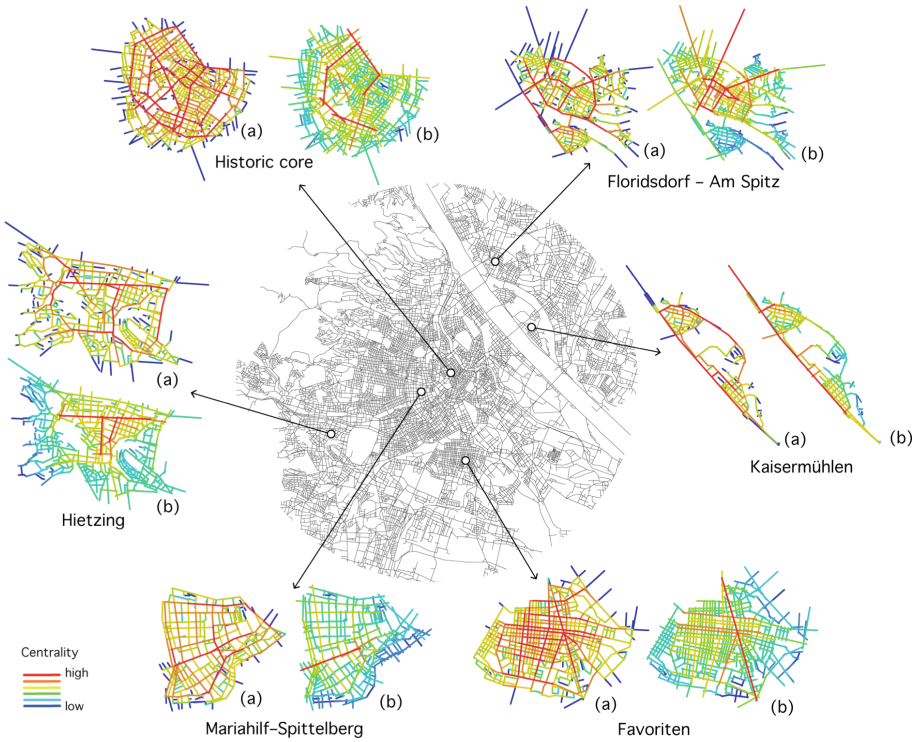 (a)
(b)
Historic core
(a)
(b)
Floridsdorf - Am Spitz
(a)
(b)
Hietzing
(a)
(b)
Kaisermühlen
Centrality
high
low
(a)
(b)
Mariahilf-Spittelberg
(a)
(b)
Favoriten